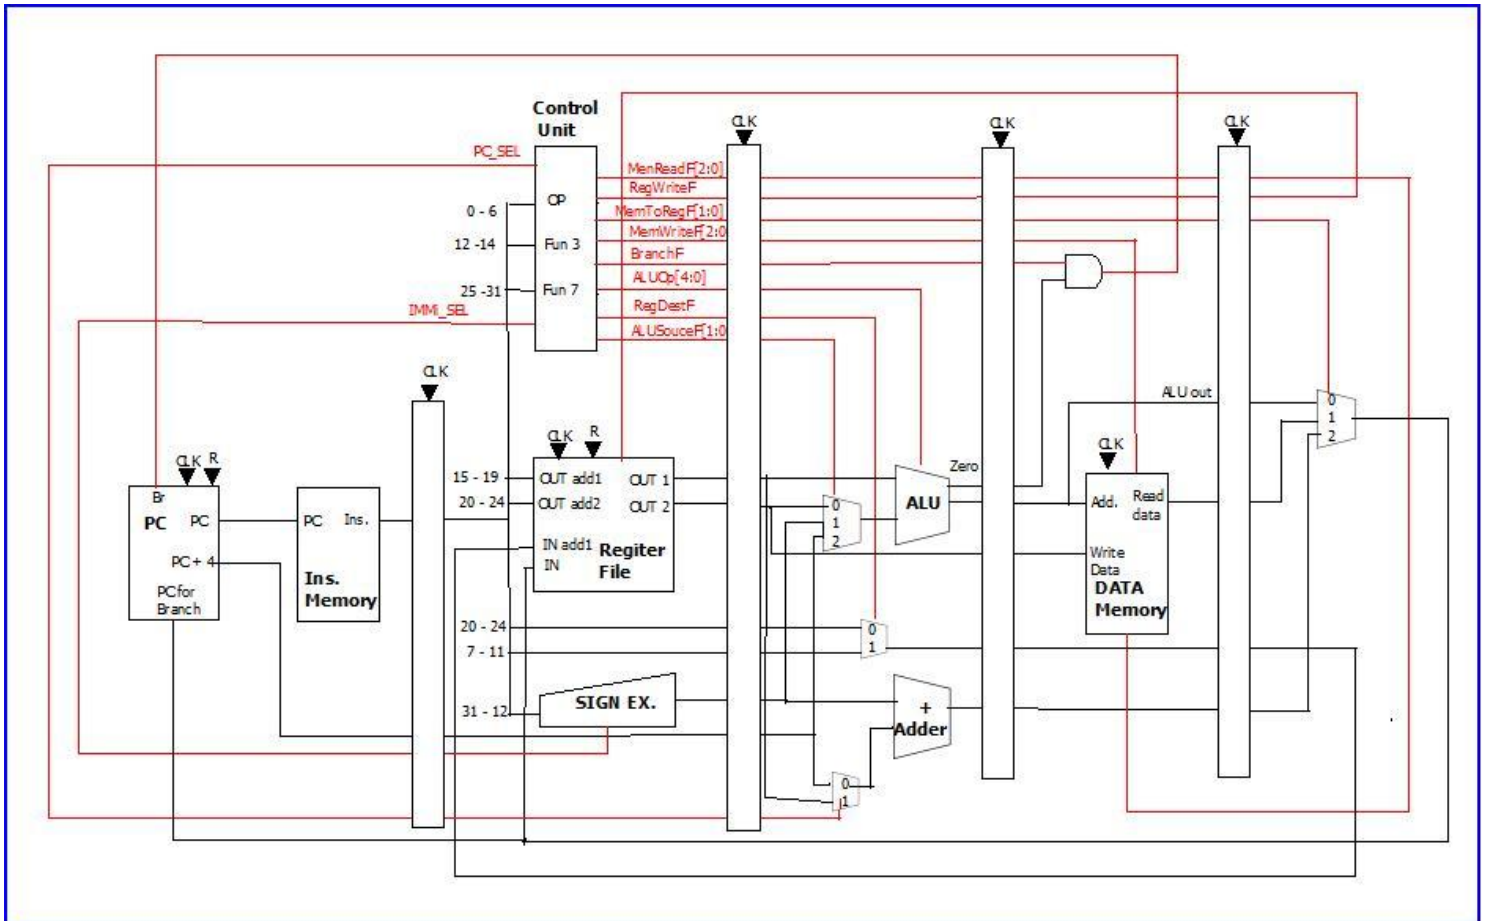 Control
Unit
CLK
CLK
CLK
PC_SEL
MenReadF[2:0]
RegWriteF
OP
0 - 6
MemToRegF[1:0]
MemWriteF[2:0
12 -14
Fun 3
BranchF
ALUOp[4:0]
25 -31
Fun 7
RegDestF
IMMi_SEL
ALUSouceF[1:0
CLK
ALU out
0
1
2
CLK
R
CLK
CLK
R
15 - 19
OUT add1
OUT 1
Zero
20 - 24
OUT add2
OUT 2
0
1
2
ALU
Add.
Read
data
Br
PC
PC
PC
Ins.
IN add1
IN
Regiter
File
Write
Data
DATA
Memory
PC+ 4
Ins.
Memory
PCfor
Branch
20 - 24
7 - 11
0
1
31 - 12
SIGN EX.
+
Adder
0
1